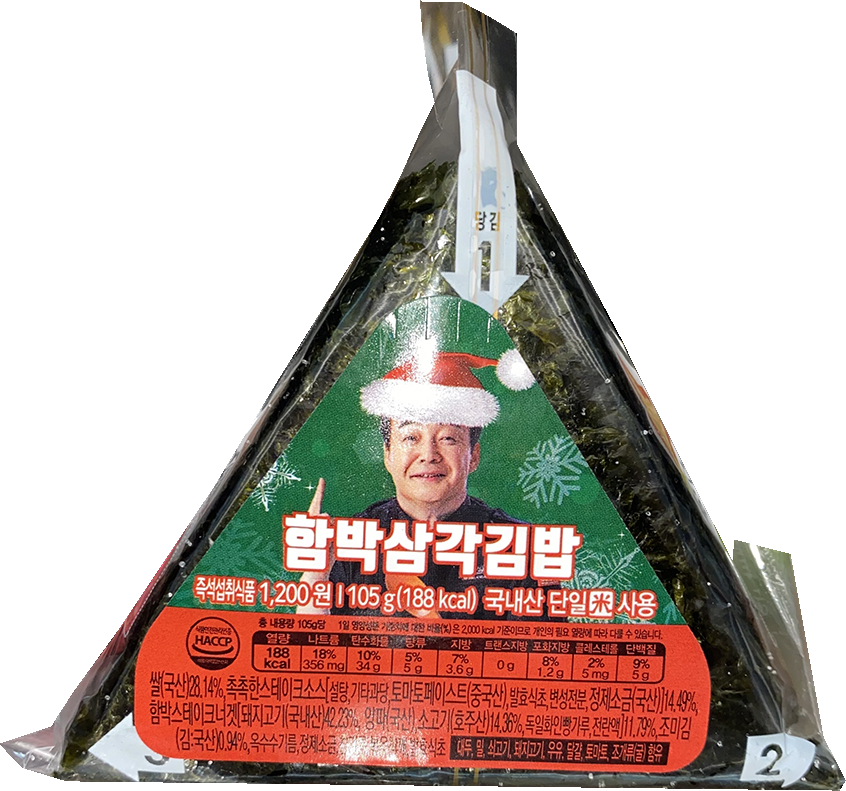 당김
1
함박삼각김밥
즉석섭취식품 1,200 원 | 105 g (188 kcal) 국내산 단일米 사용
HACCP
총 내용량 105g당 1일 영양성분 기준치에 대한 비율(%)은 2,000 kcal 기준이므로 개인의 필요 열량에 따라 다를 수 있습니다.
열량 나트륨 탄수화물 당류 지방 트랜스지방 포화지방 콜레스테롤 단백질
188 kcal 18% 356 mg 10% 34 g 5% 5 g 7% 3.6 g 0 g 8% 1.2 g 2% 5 mg 9% 5 g
쌀(국산)28.14%, 촉촉한스테이크소스[설탕, 기타과당, 토마토페이스트(중국산), 발효식초, 변성전분, 정제소금(국산)]14.49%,
함박스테이크너겟[돼지고기(국내산)42.23%, 양파(국산), 소고기(호주산)14.36%, 독일화인빵가루, 전란액]11.79%, 조미김
(김:국산)0.94%, 옥수수기름, 정제소금 대두, 밀, 쇠고기, 돼지고기, 우유, 달걀, 토마토, 조개류(굴) 함유
3
2